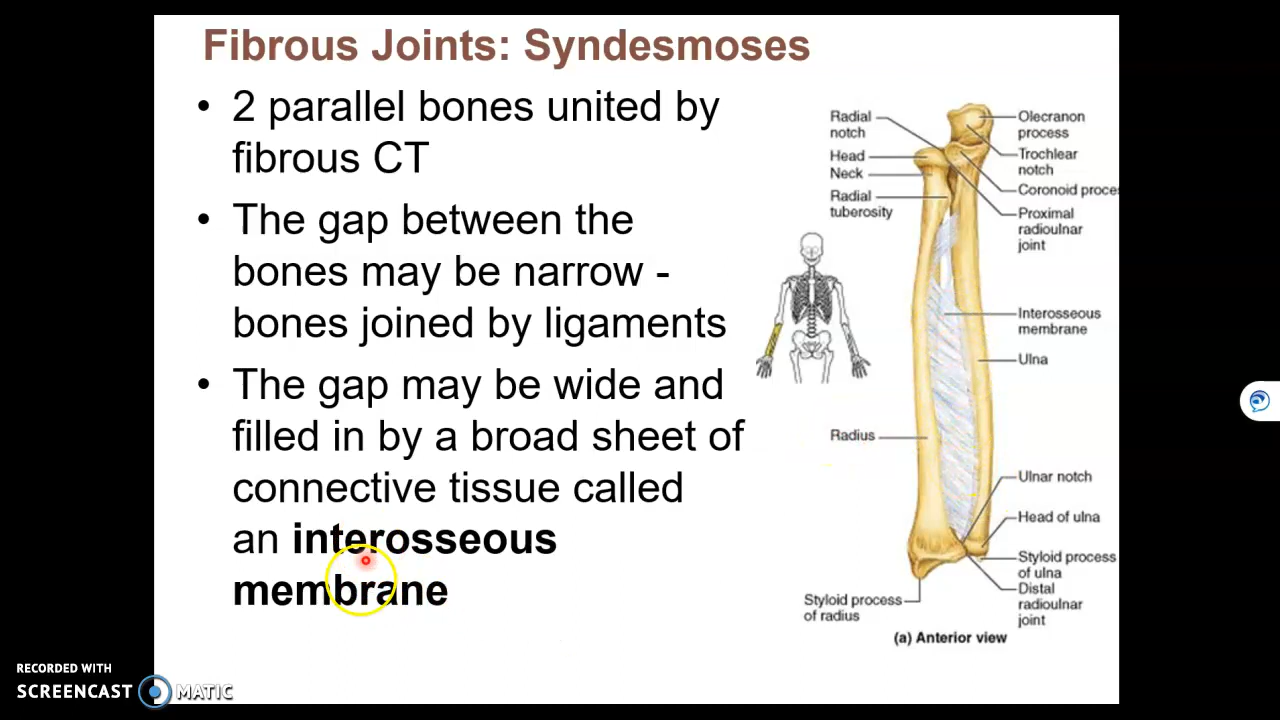 Fibrous Joints: Syndesmoses
• 2 parallel bones united by
fibrous CT
• The gap between the
bones may be narrow -
bones joined by ligaments
• The gap may be wide and
filled in by a broad sheet of
connective tissue called
an interosseous
membrane
Radial
notch
Head
Neck
Radial
tuberosity
Radius
Styloid process
of radius
Olecranon
process
Trochlear
notch
Coronoid proce
Proximal
radioulnar
joint
Interosseous
membrane
Ulna
Ulnar notch
Head of ulna
Styloid process
of ulna
Distal
radioulnar
joint
(a) Anterior view
RECORDED WITH
SCREENCAST MATIC